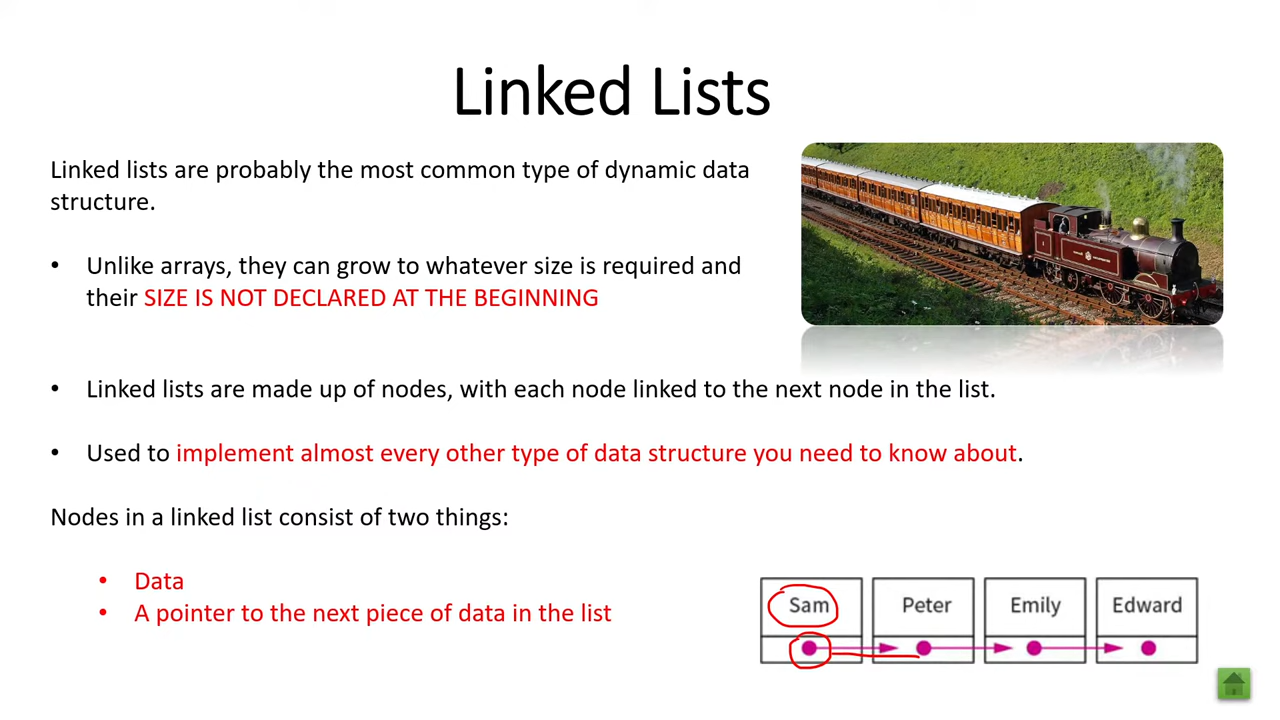 Linked Lists
Linked lists are probably the most common type of dynamic data
structure.
• Unlike arrays, they can grow to whatever size is required and
their SIZE IS NOT DECLARED AT THE BEGINNING
• Linked lists are made up of nodes, with each node linked to the next node in the list.
• Used to implement almost every other type of data structure you need to know about.
Nodes in a linked list consist of two things:
• Data
• A pointer to the next piece of data in the list
Sam Peter Emily Edward